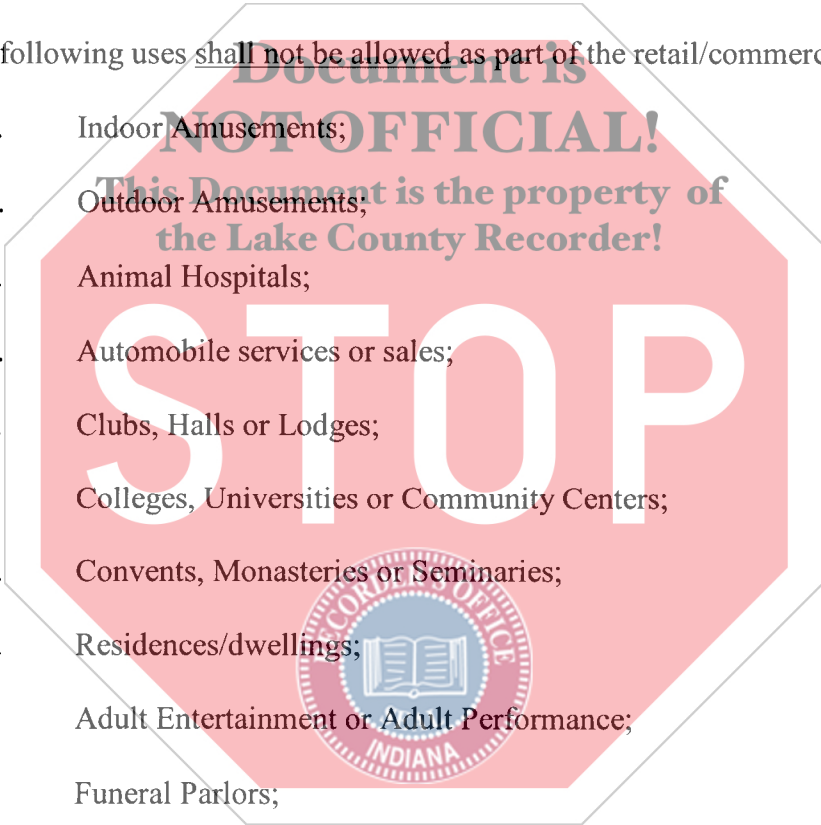 following uses shall not be allowed as part of the retail/commerc
Document is
Indoor Amusements;
NOT OFFICIAL!
This Document is the property of
Outdoor Amusements;
the Lake County Recorder!
Animal Hospitals;
STOP
Automobile services or sales;
Clubs, Halls or Lodges;
Colleges, Universities or Community Centers;
Convents, Monasteries or Seminaries;
RECORDER'S OFFICE
Residences/dwellings;
Adult Entertainment or Adult Performance;
INDIANA
Funeral Parlors;